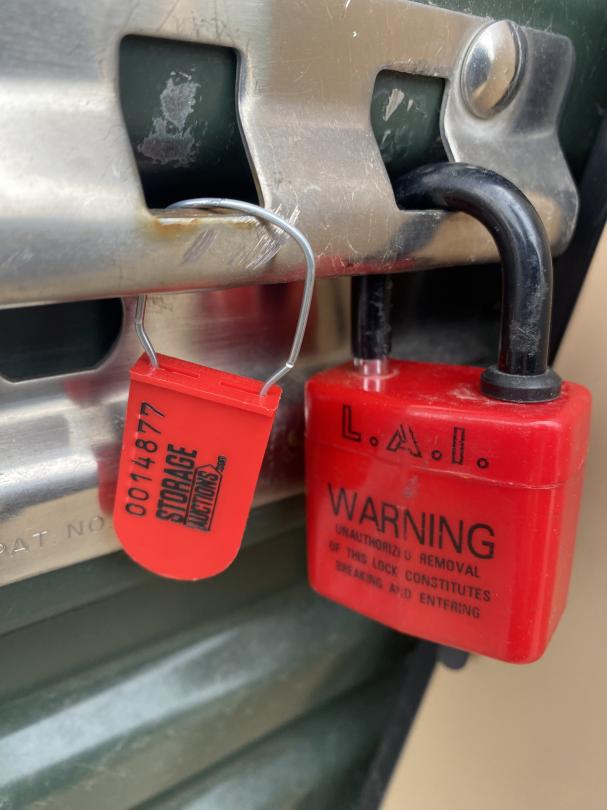 PAT NO.
0014877
STORAGE
AUCTIONS.com
L.A.I.
WARNING
UNAUTHORIZED REMOVAL
OF THIS LOCK CONSTITUTES
BREAKING AND ENTERING